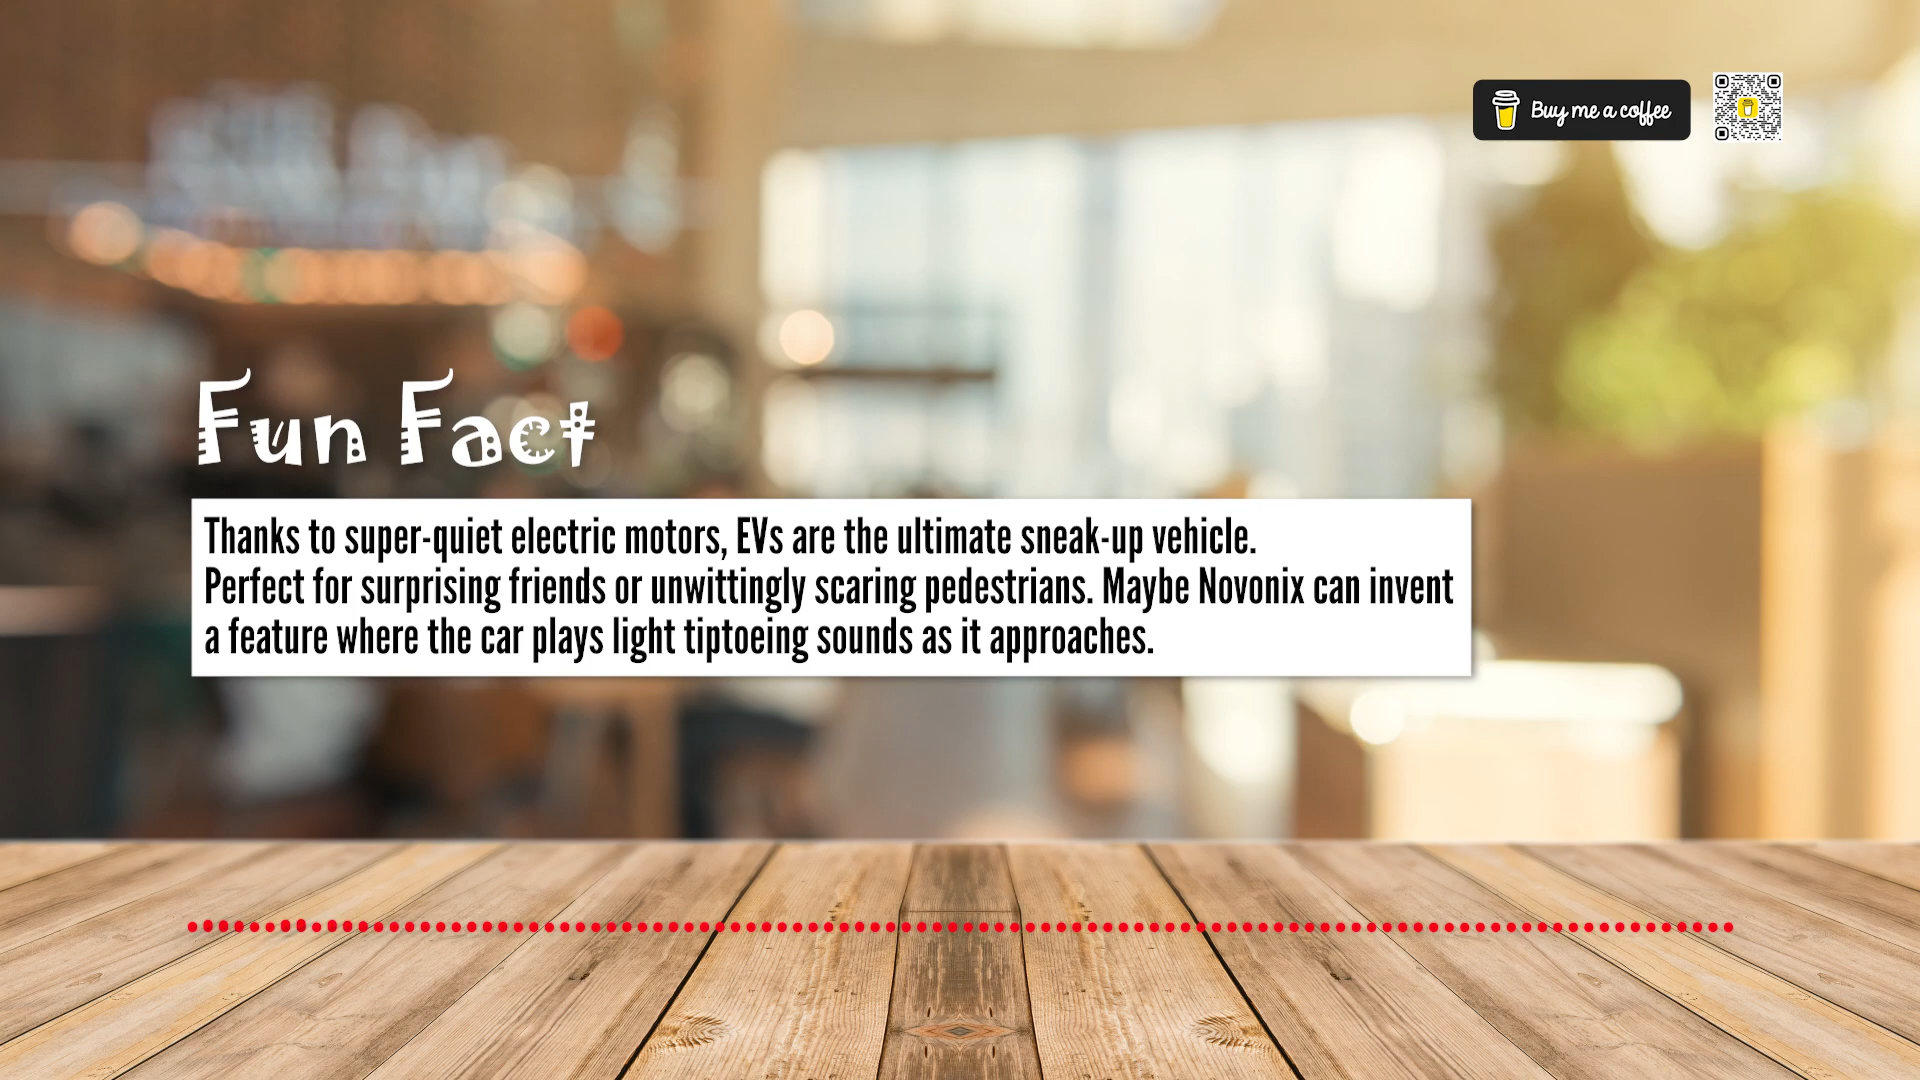 Buy me a coffee
Fun Fact
Thanks to super-quiet electric motors, EVs are the ultimate sneak-up vehicle.
Perfect for surprising friends or unwittingly scaring pedestrians. Maybe Novonix can invent
a feature where the car plays light tiptoeing sounds as it approaches.